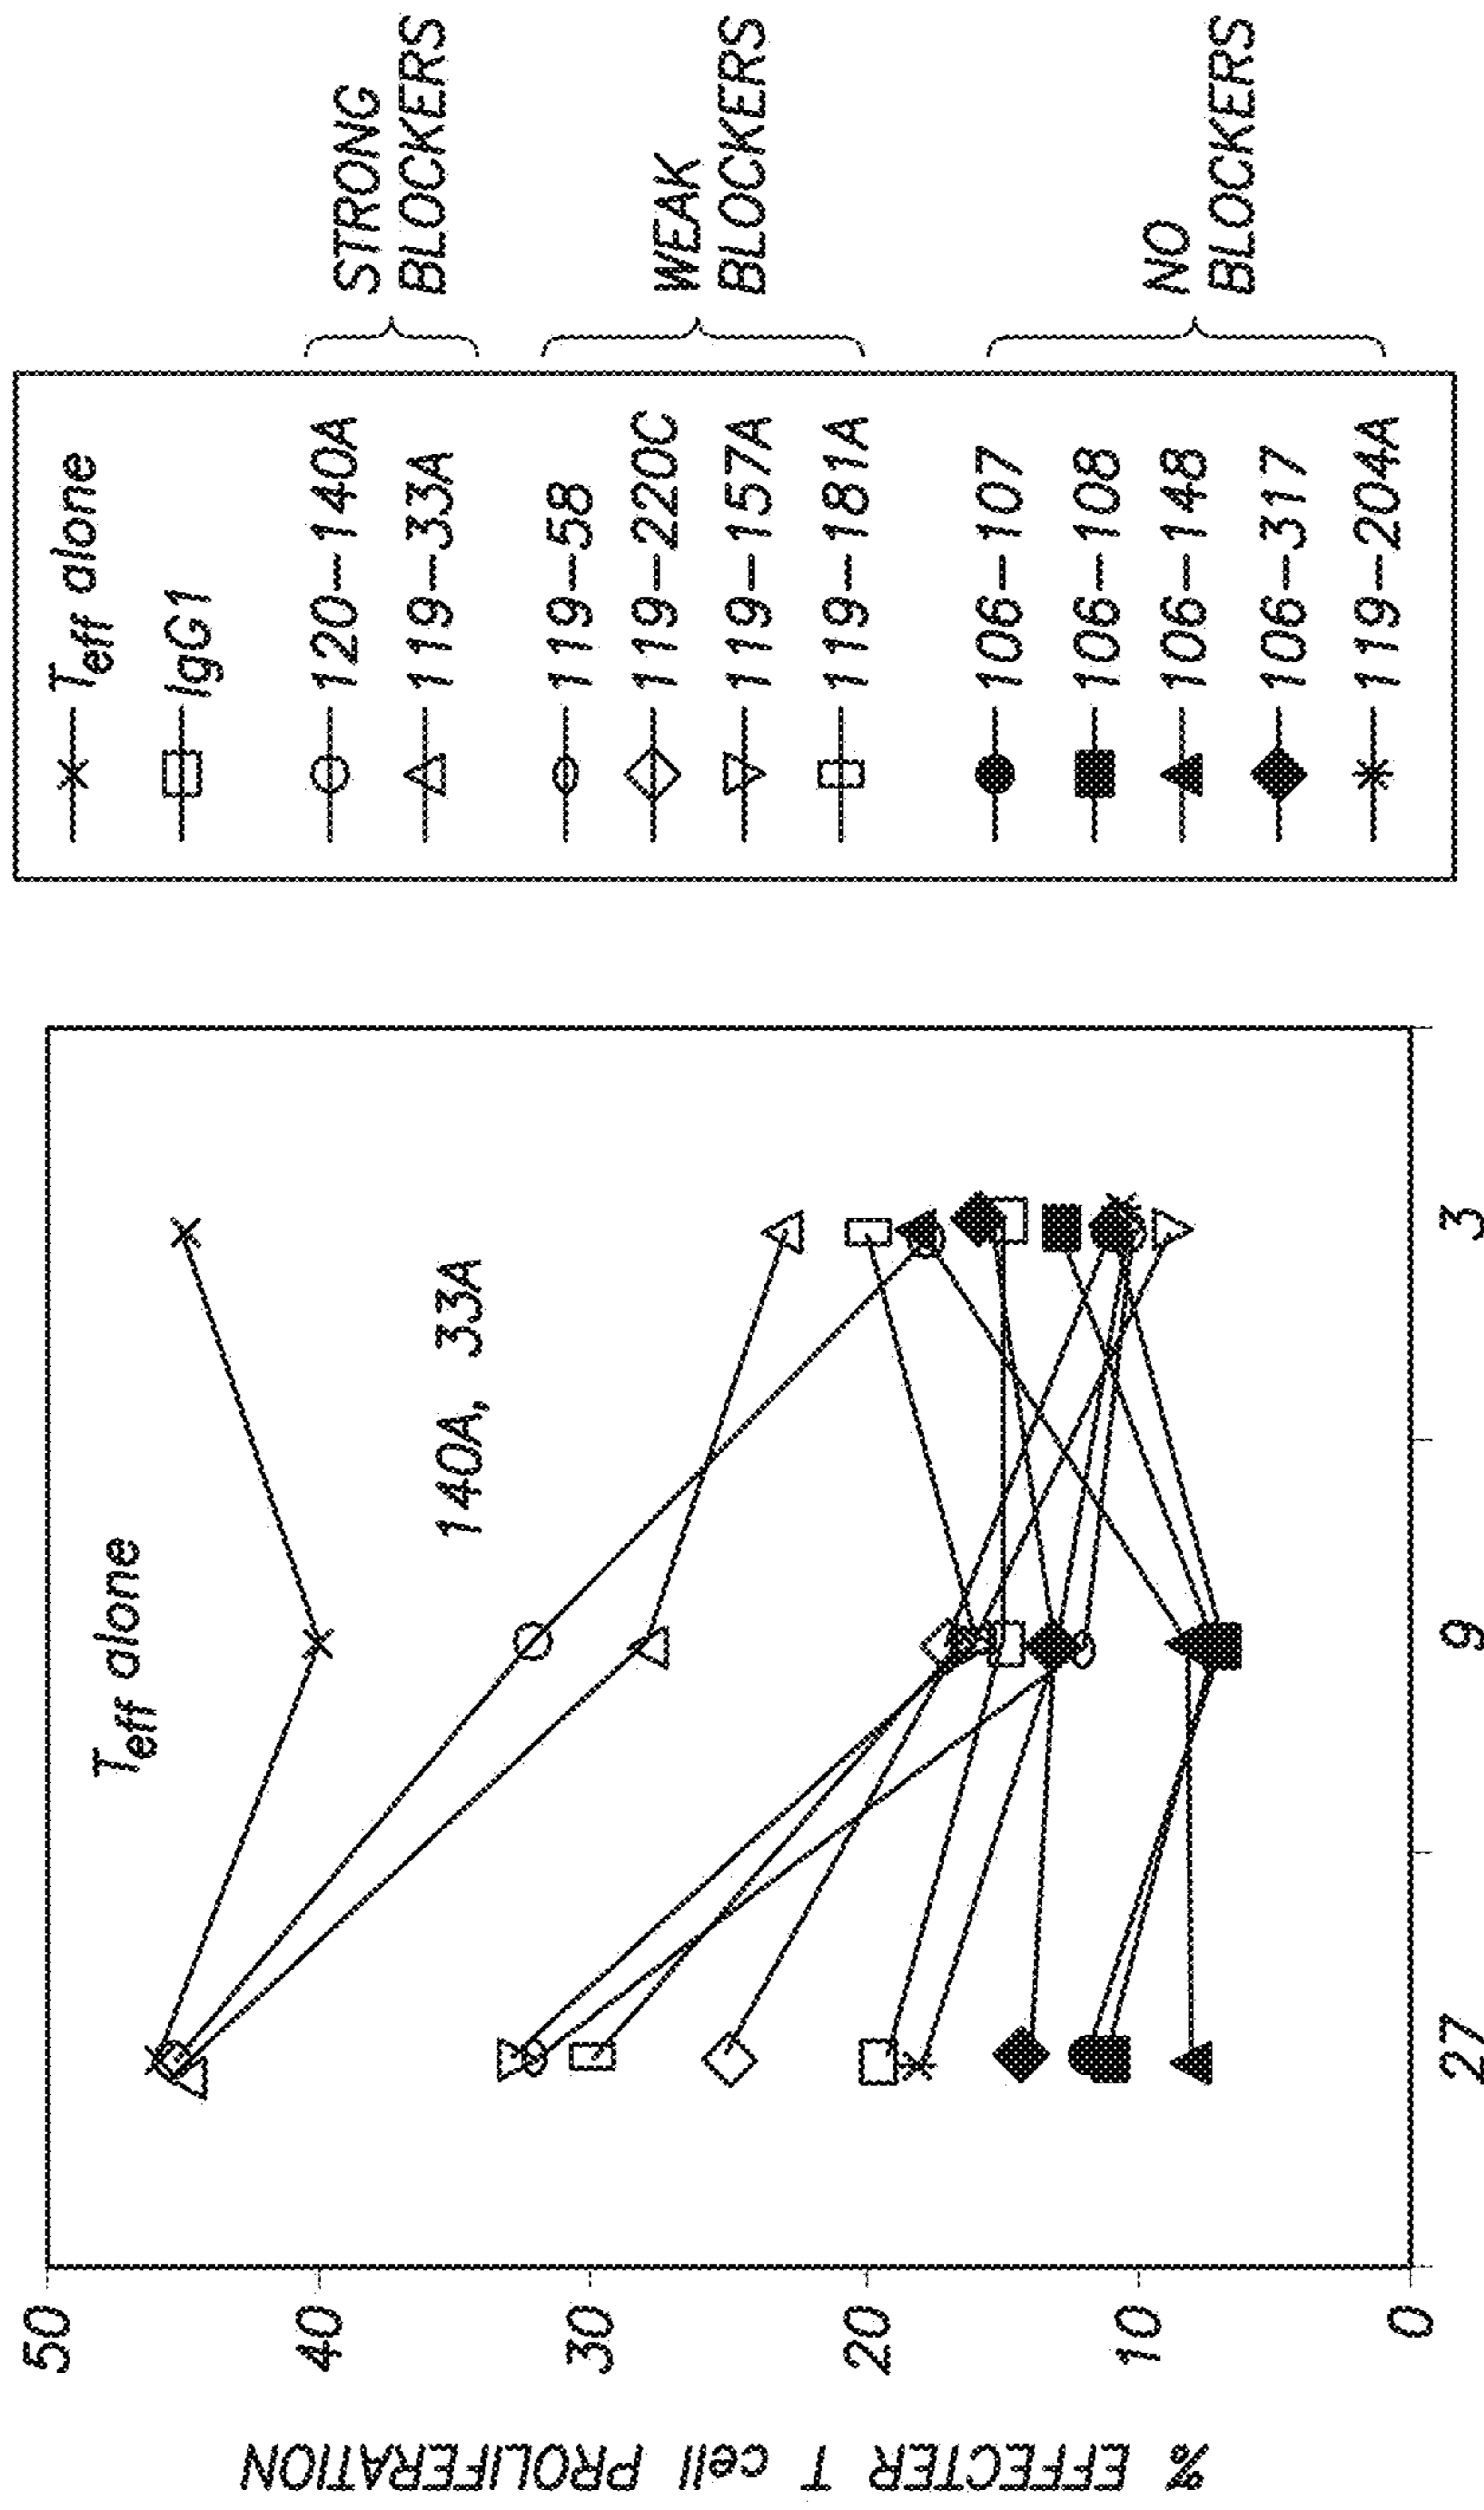 % EFFECTER T cell PROLIFERATION
50
40
30
20
10
0
27
9
3
Teff alone
140A, 33A
Teff alone
IgG1
120–140A
119–33A
119–58
119–220C
119–157A
119–181A
106–107
106–108
106–148
106–317
119–204A
STRONG
BLOCKERS
WEAK
BLOCKERS
NO
BLOCKERS